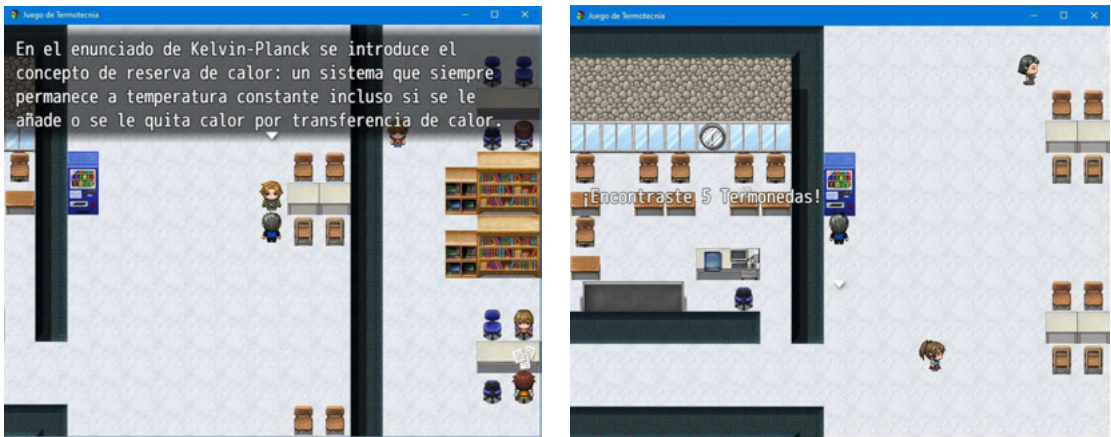 Juego de Termotecnia
En el enunciado de Kelvin-Planck se introduce el
concepto de reserva de calor: un sistema que siempre
permanece a temperatura constante incluso si se le
añade o se le quita calor por transferencia de calor.
Juego de Termotecnia
¡Encontraste 5 Termonedas!